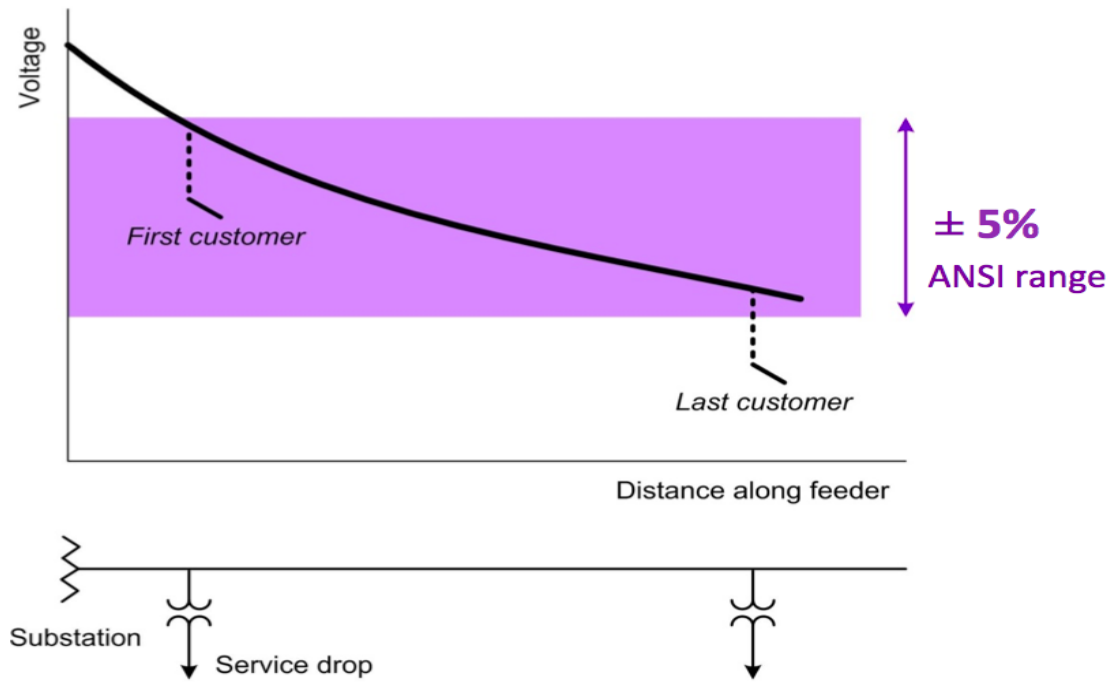 Voltage
First customer
± 5%
ANSI range
Last customer
Distance along feeder
Substation
Service drop